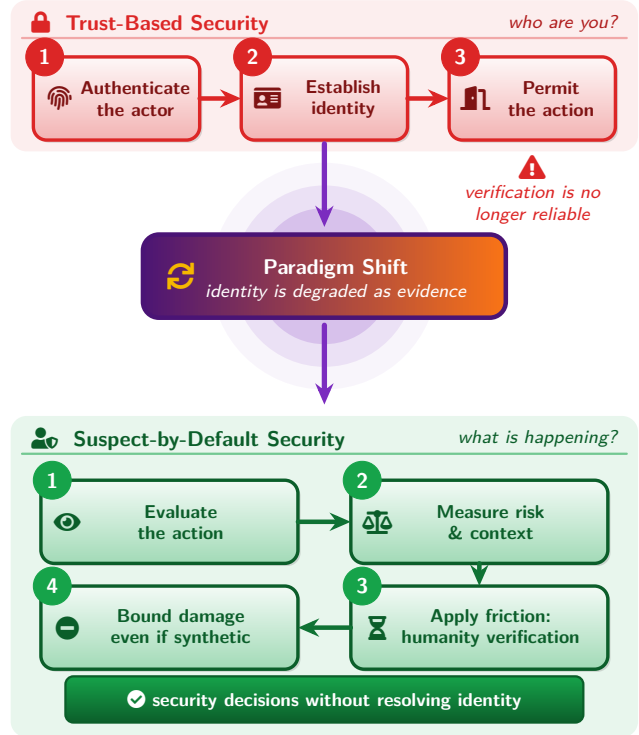 Trust-Based Security
who are you?
1
Authenticate
the actor
2
Establish
identity
3
Permit
the action
verification is no
longer reliable
Paradigm Shift
identity is degraded as evidence
Suspect-by-Default Security
what is happening?
1
Evaluate
the action
2
Measure risk
& context
3
Apply friction:
humanity verification
4
Bound damage
even if synthetic
security decisions without resolving identity